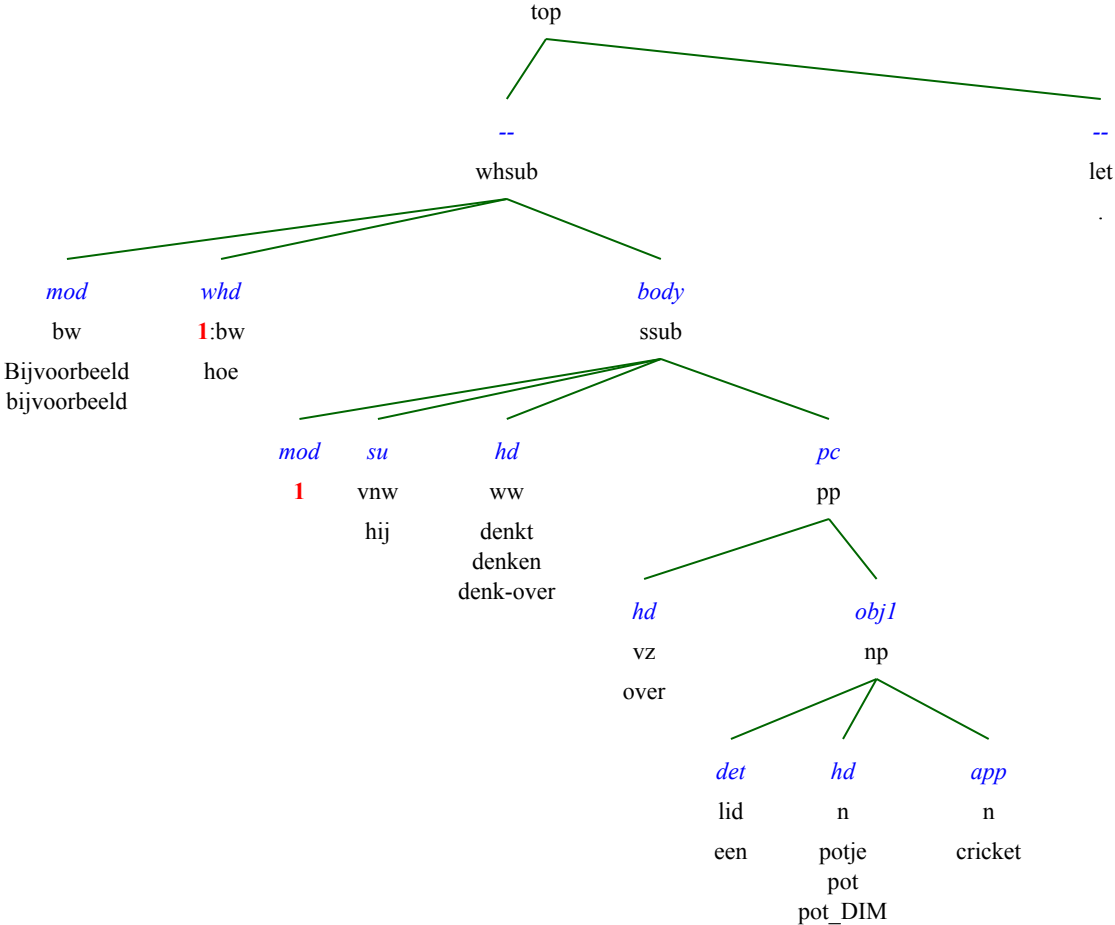 top
-- --
whsub let
.
mod whd body
bw 1:bw ssub
Bijvoorbeeld hoe
bijvoorbeeld
mod su hd pc
1 vnw ww pp
hij denkt
denken
denk-over
hd obj1
vz np
over
det hd app
lid n n
een potje cricket
pot
pot_DIM